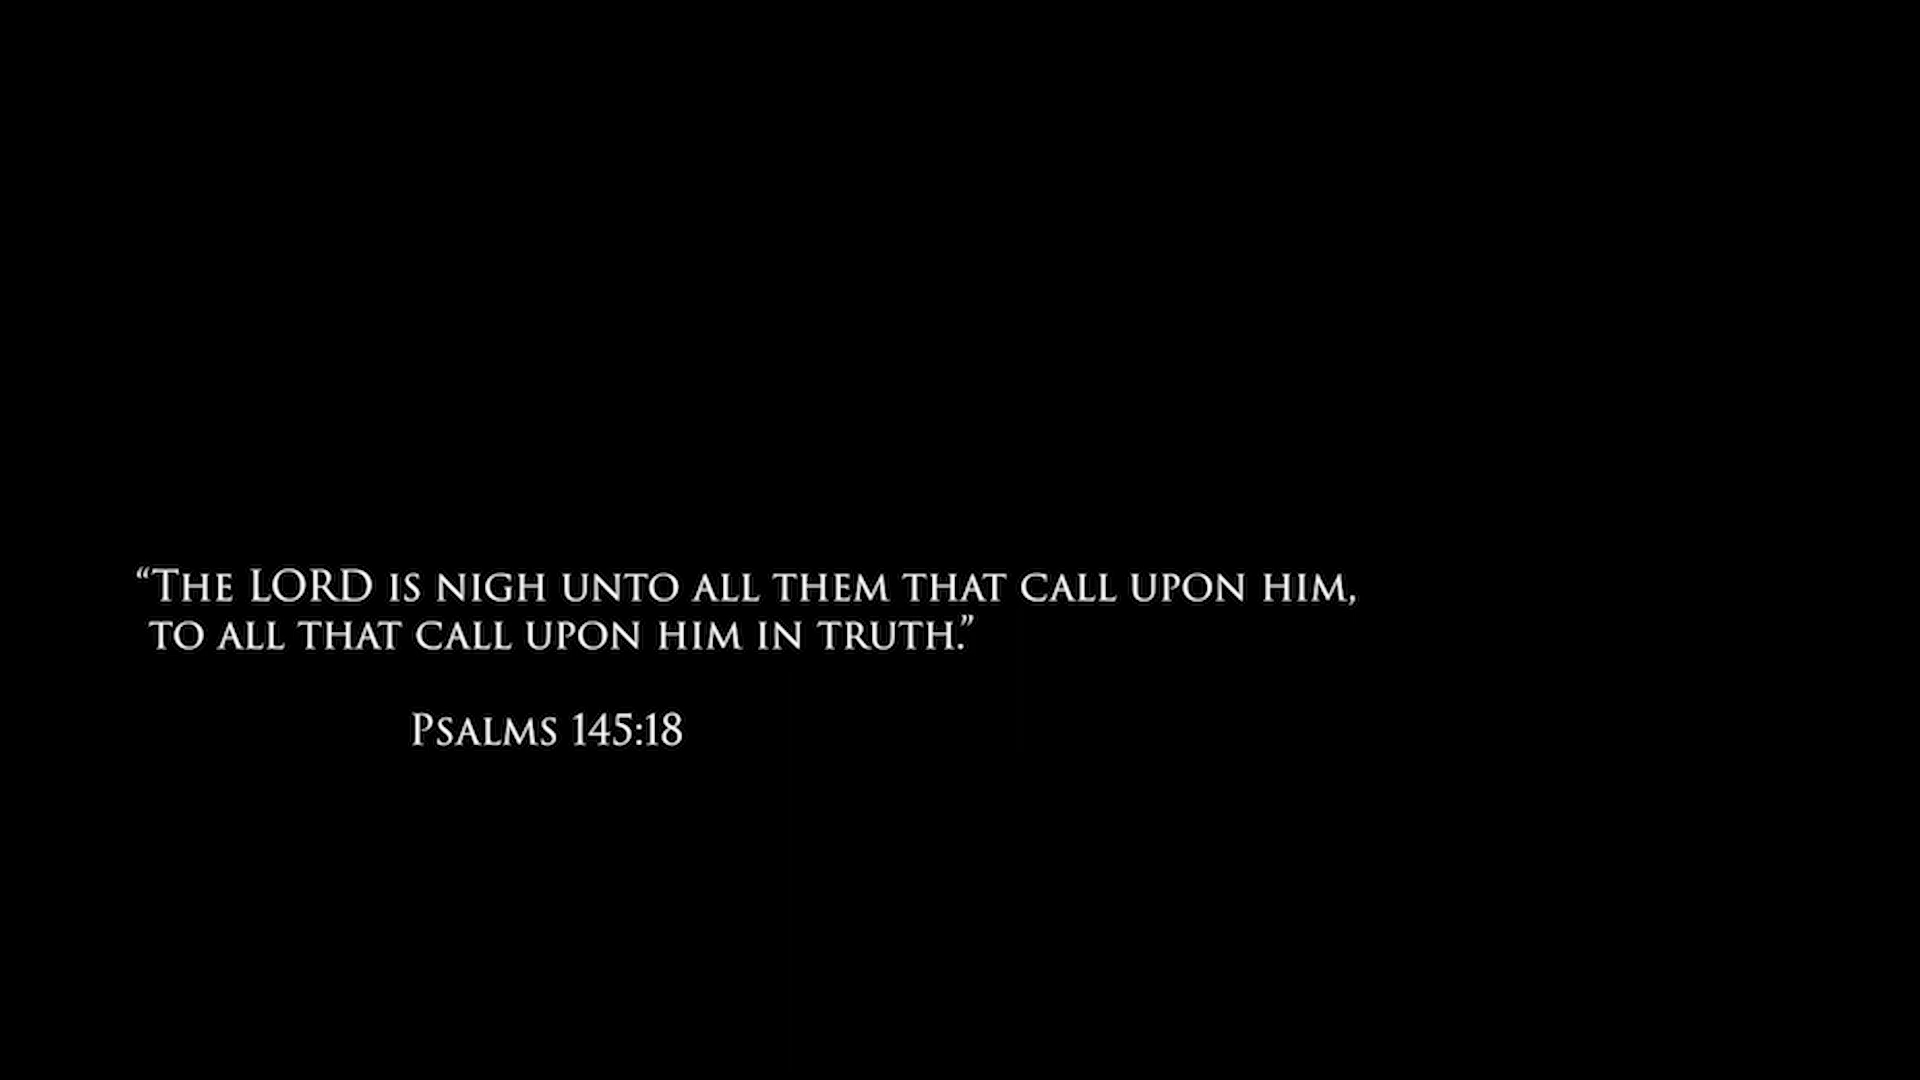 “The LORD is nigh unto all them that call upon him,
to all that call upon him in truth.”
Psalms 145:18